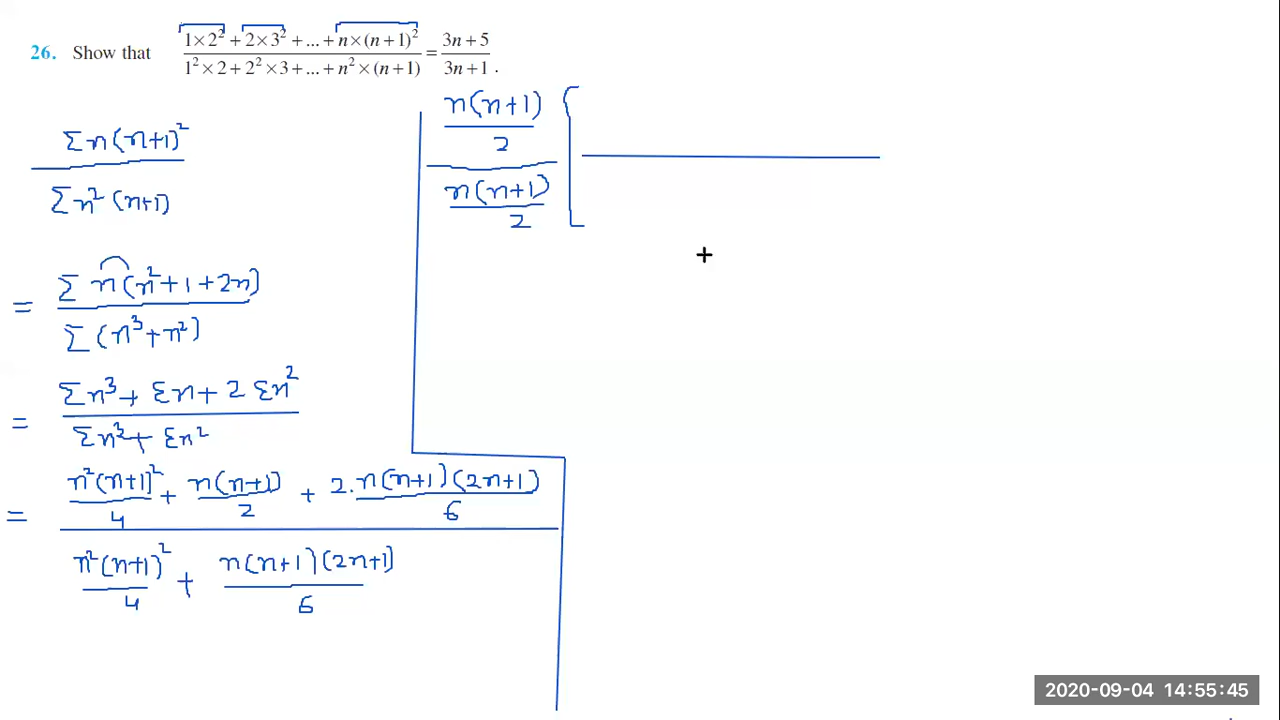 26. Show that (1×2² + 2×3² + ... + n×(n+1)²)/(1²×2 + 2²×3 + ... + n²×(n+1)) = (3n+5)/(3n+1) .
Σn(n+1)²
Σn²(n+1)
= Σ n(n²+1+2n)
Σ (n³+n²)
= Σn³ + Σn + 2 Σn²
Σn³ + Σn²
= n²(n+1)²/4 + n(n+1)/2 + 2.n(n+1)(2n+1)/6
n²(n+1)²/4 + n(n+1)(2n+1)/6
n(n+1)/2 [
n(n+1)/2
2020-09-04 14:55:45